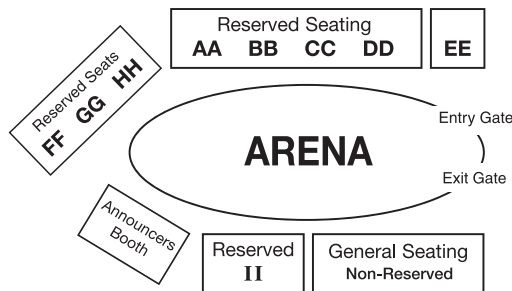 Reserved Seating
AA BB CC DD
EE
Reserved Seats
FF GG HH
Entry Gate
ARENA
Exit Gate
Announcers
Booth
Reserved
II
General Seating
Non-Reserved